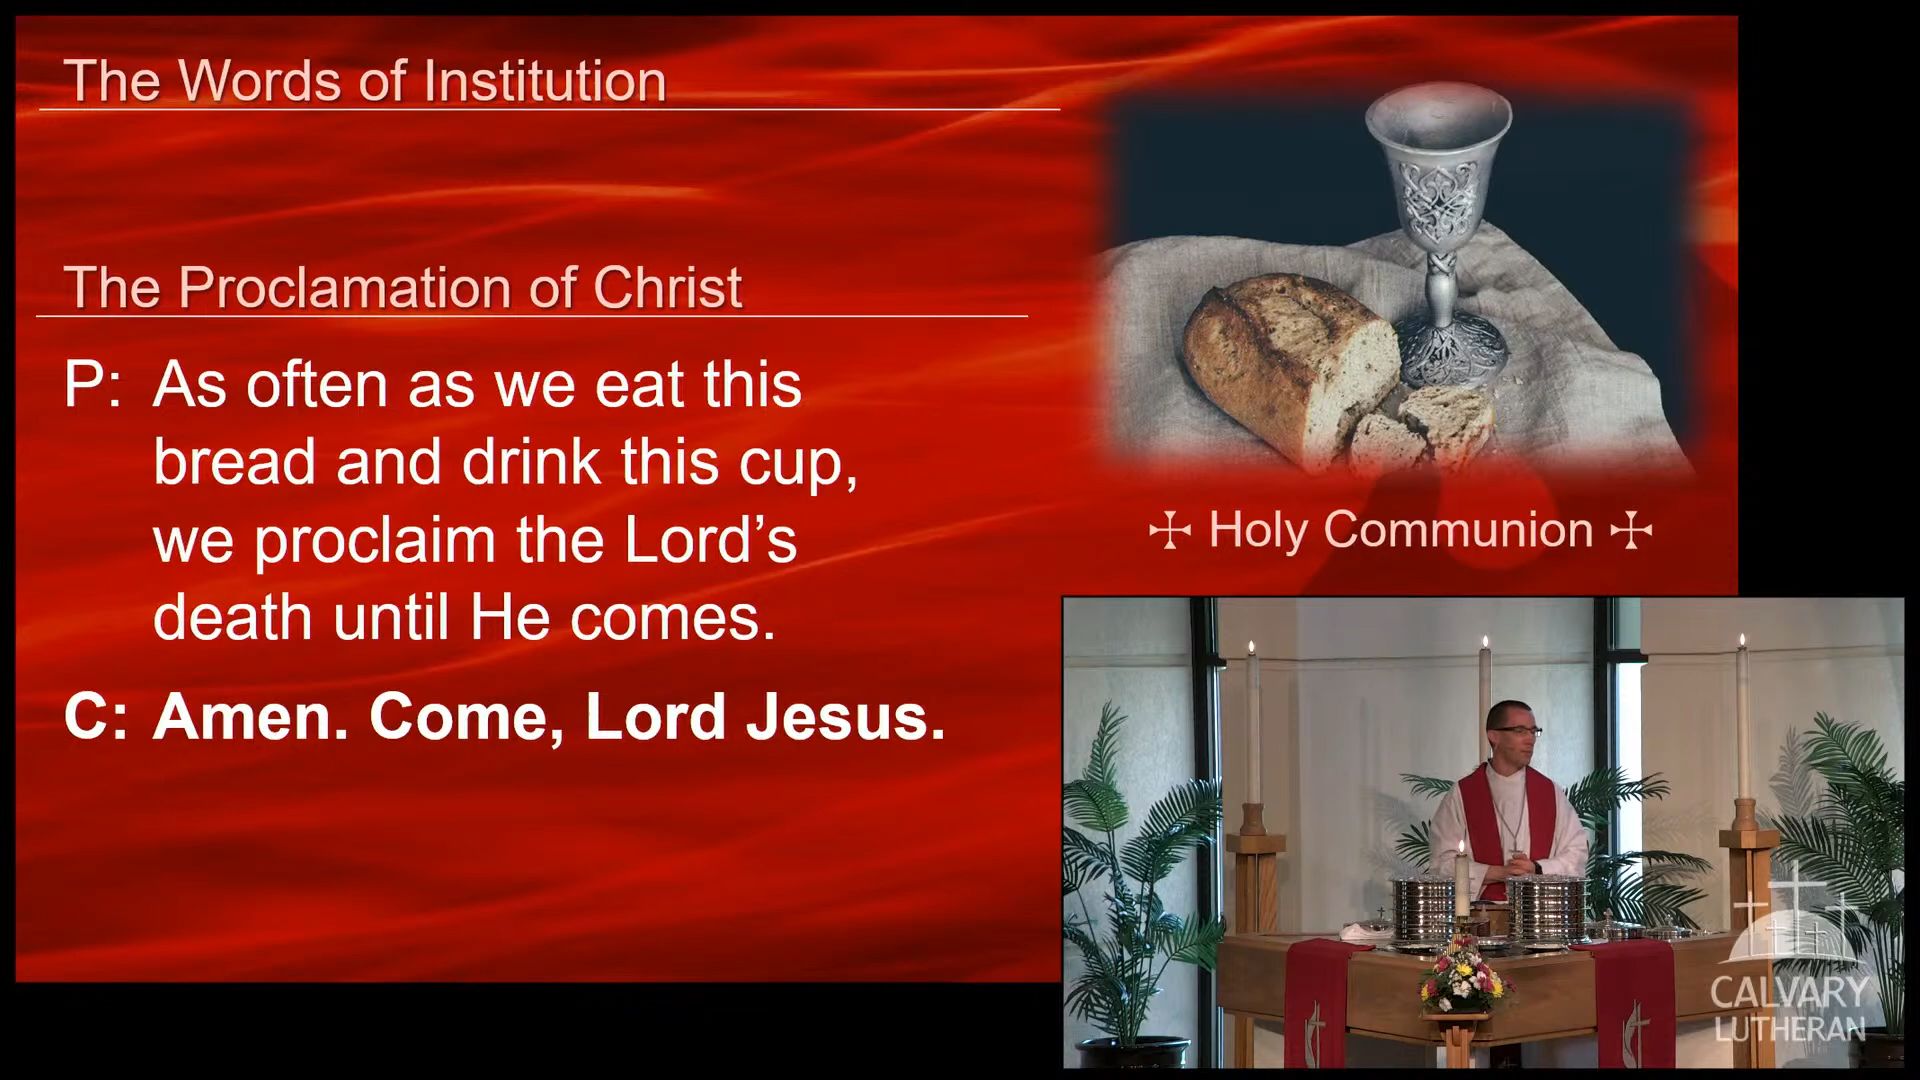 The Words of Institution
The Proclamation of Christ
P: As often as we eat this
bread and drink this cup,
we proclaim the Lord’s
death until He comes.
C: Amen. Come, Lord Jesus.
☩ Holy Communion ☩
CALVARY
LUTHERAN